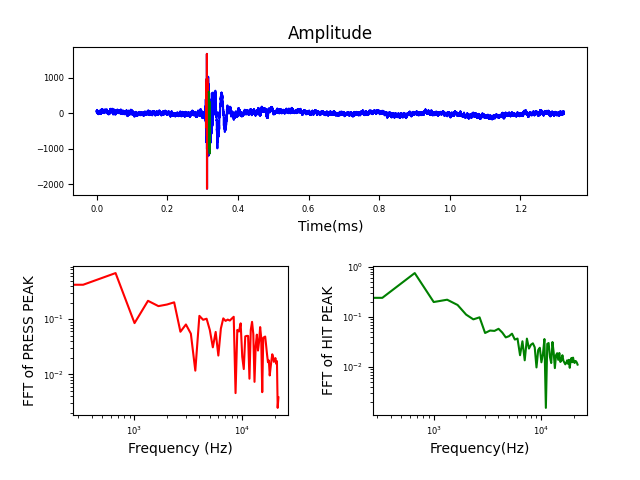 Amplitude
1000
0
−1000
−2000
0.0 0.2 0.4 0.6 0.8 1.0 1.2
Time(ms)
FFT of PRESS PEAK
10⁻¹
10⁻²
10³ 10⁴
Frequency (Hz)
FFT of HIT PEAK
10⁰
10⁻¹
10⁻²
10³ 10⁴
Frequency(Hz)